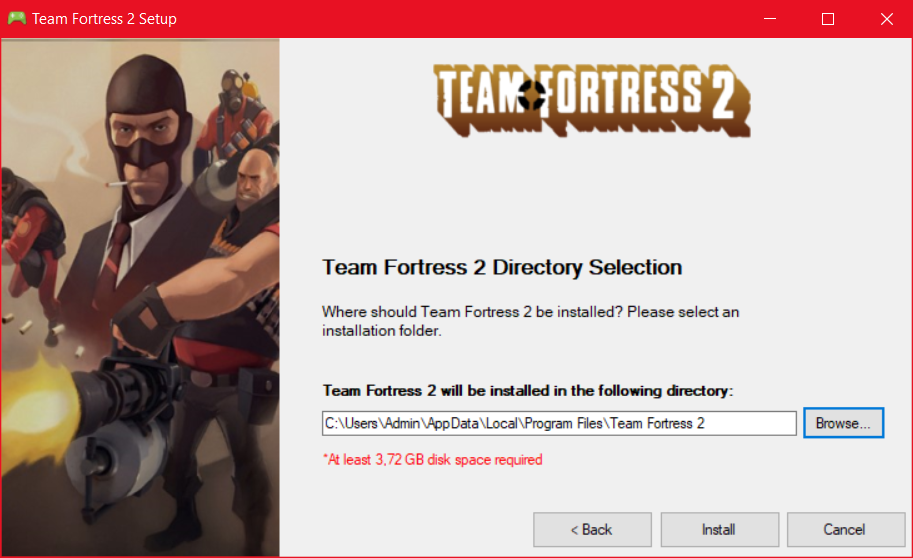 Team Fortress 2 Setup
TEAM FORTRESS 2
Team Fortress 2 Directory Selection
Where should Team Fortress 2 be installed? Please select an
installation folder.
Team Fortress 2 will be installed in the following directory:
C:\Users\Admin\AppData\Local\Program Files\Team Fortress 2
Browse...
*At least 3,72 GB disk space required
< Back
Install
Cancel